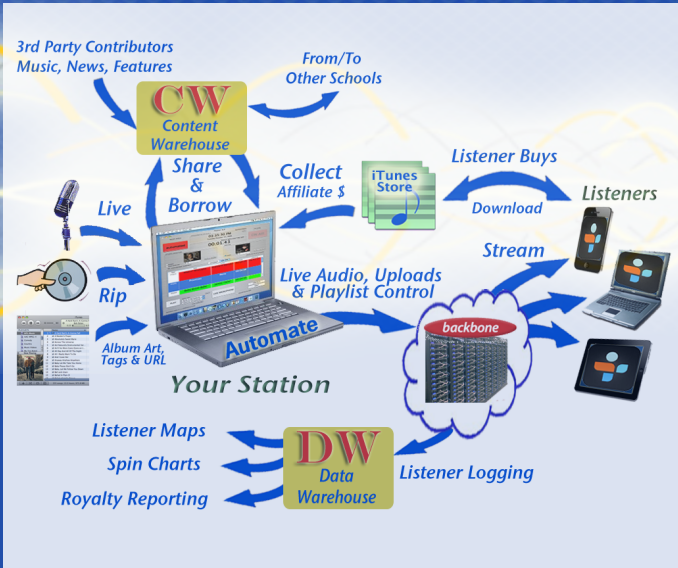 3rd Party Contributors
Music, News, Features
From/To
Other Schools
CW
Content
Warehouse
Share
&
Borrow
Collect
Affiliate $
iTunes
Store
Listener Buys
Download
Listeners
Live
Rip
Album Art,
Tags & URL
Automate
Your Station
Live Audio, Uploads
& Playlist Control
Stream
backbone
Listener Maps
Spin Charts
Royalty Reporting
DW
Data
Warehouse
Listener Logging